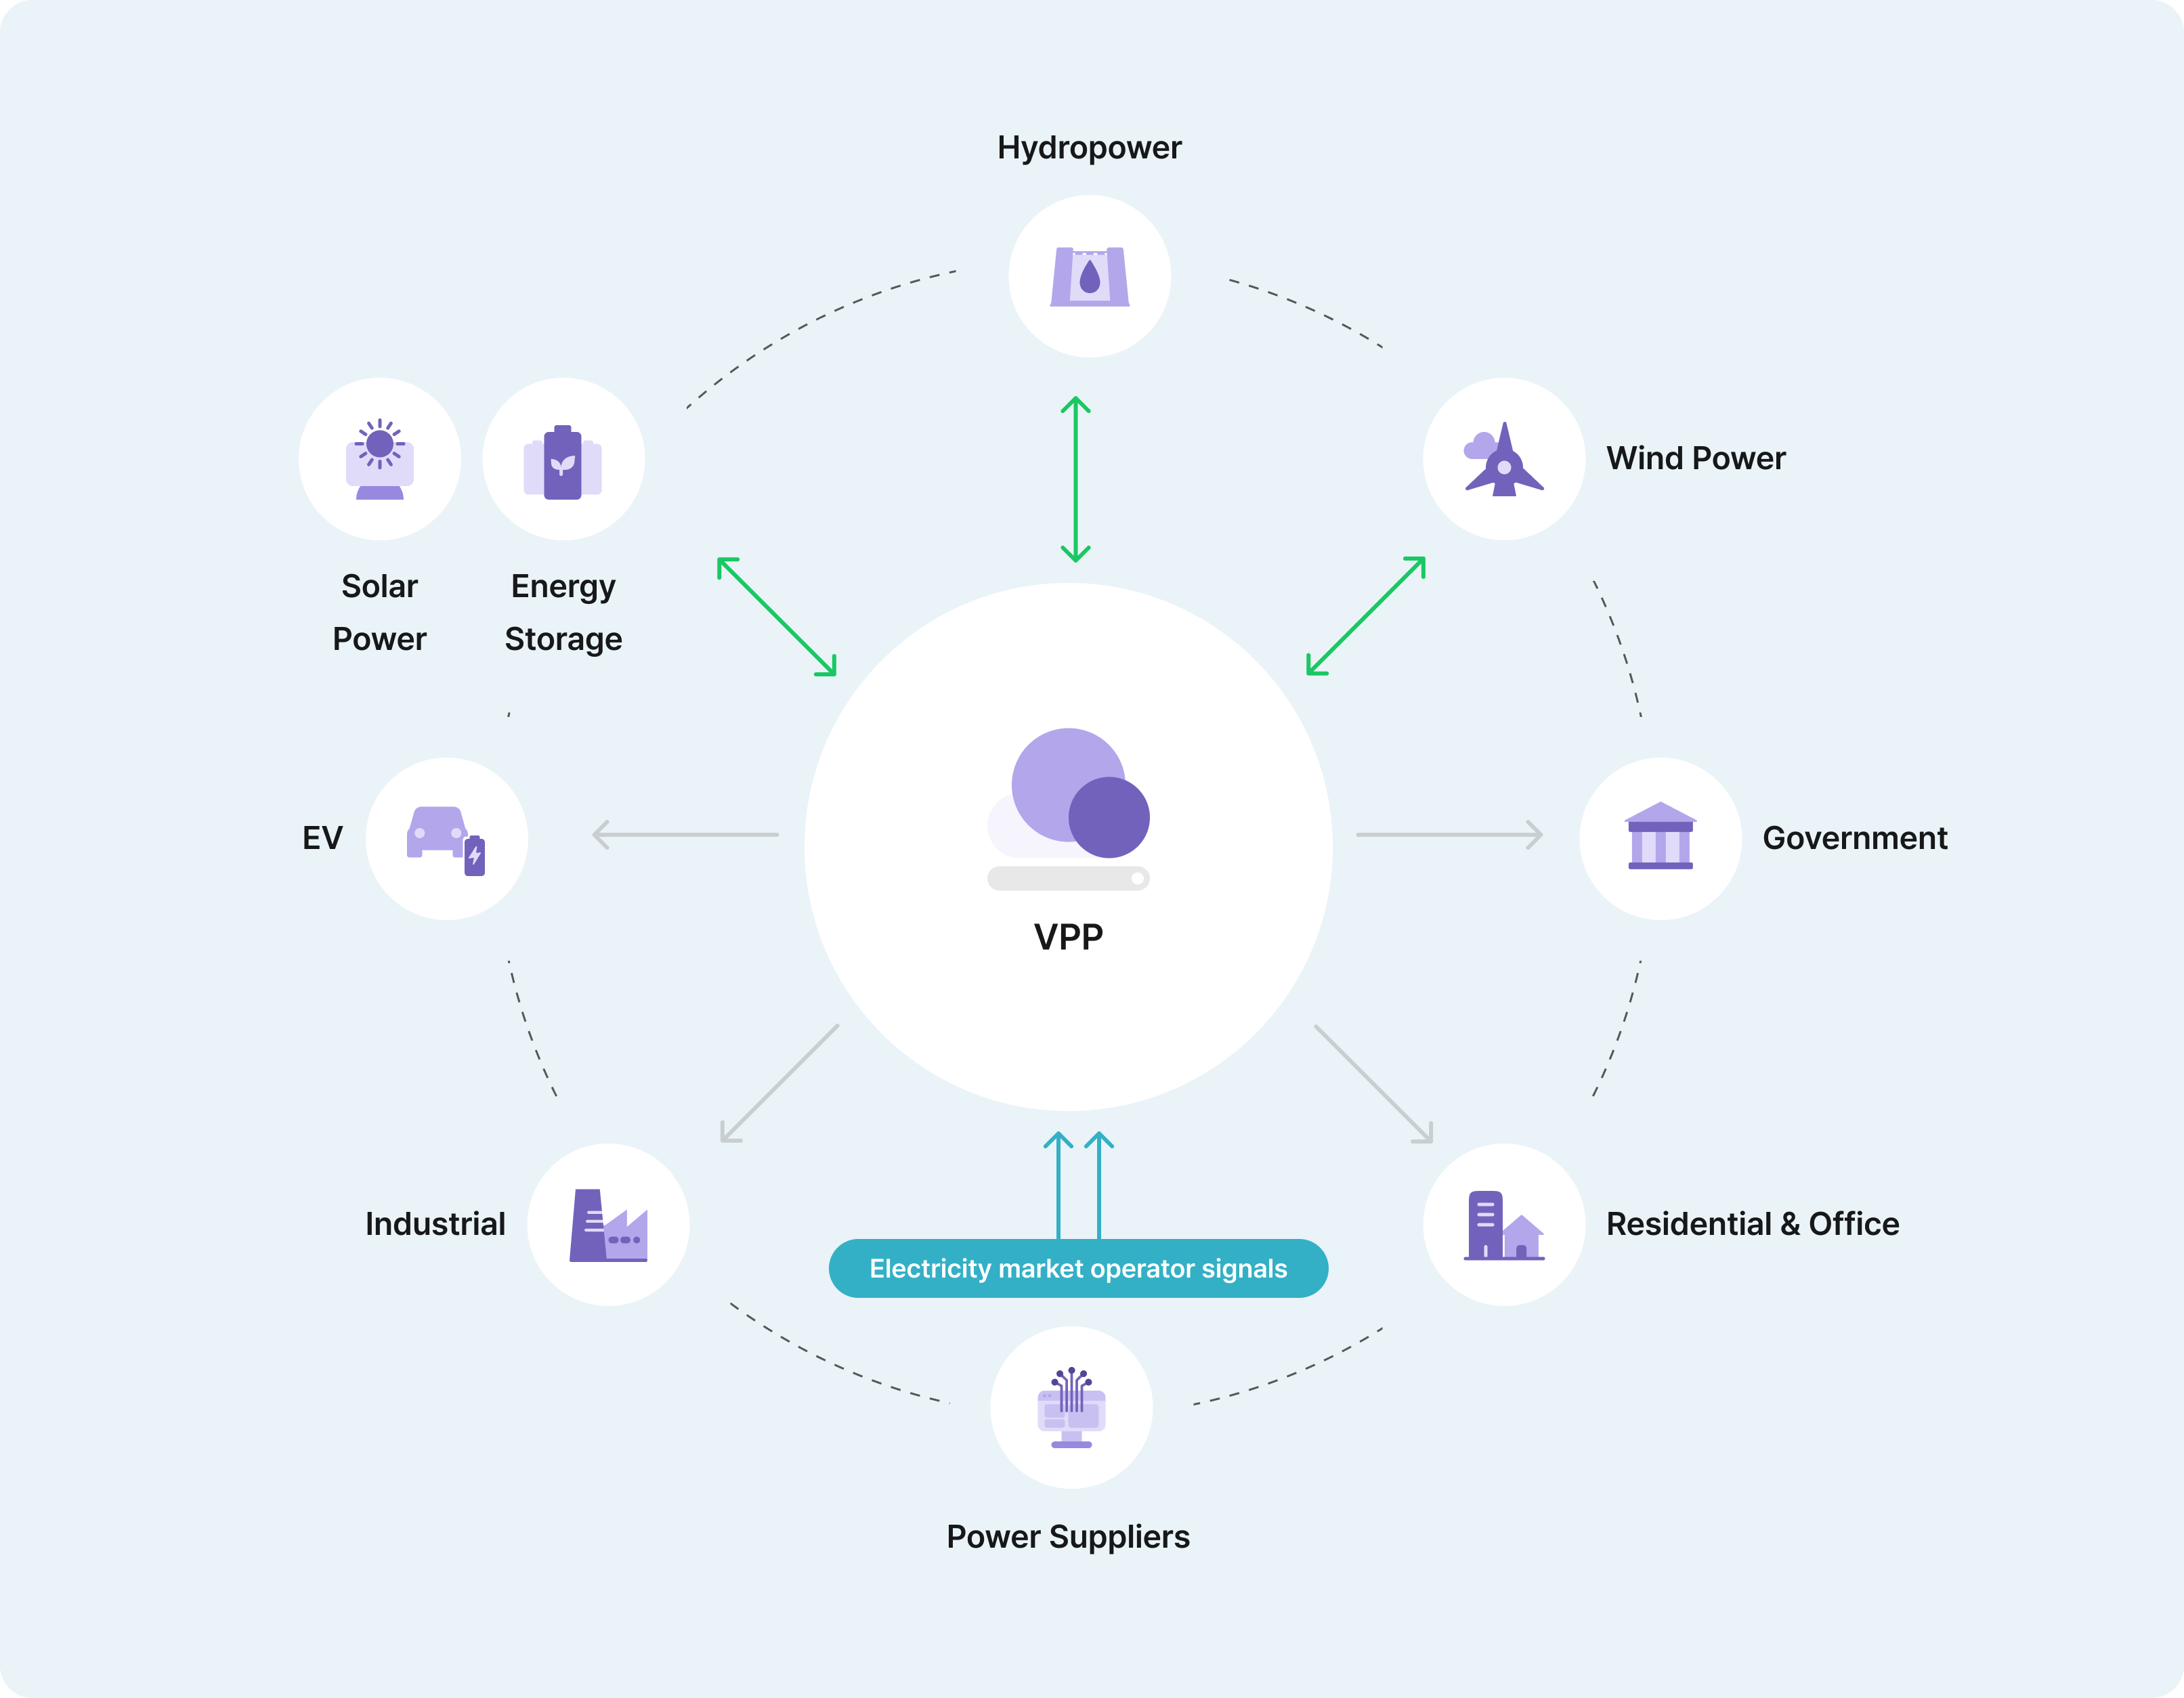 Hydropower
Wind Power
Solar
Power
Energy
Storage
EV
Government
VPP
Industrial
Residential & Office
Electricity market operator signals
Power Suppliers